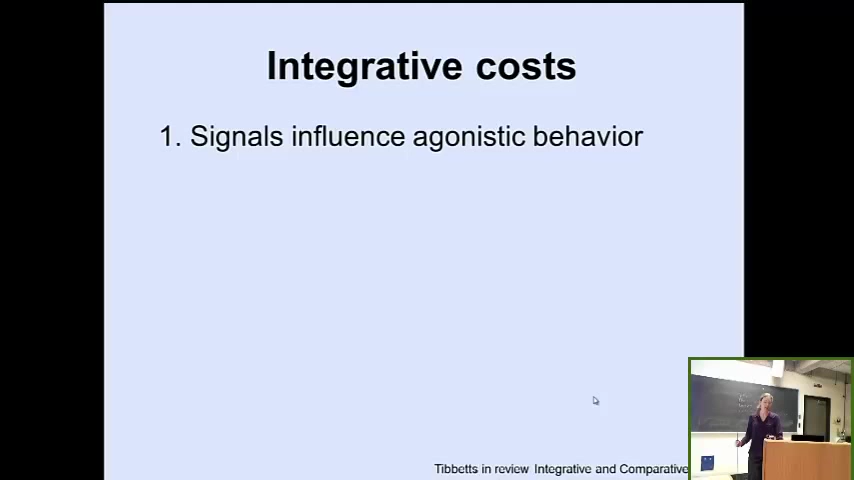 Integrative costs
1. Signals influence agonistic behavior
Tibbetts in review Integrative and Comparative